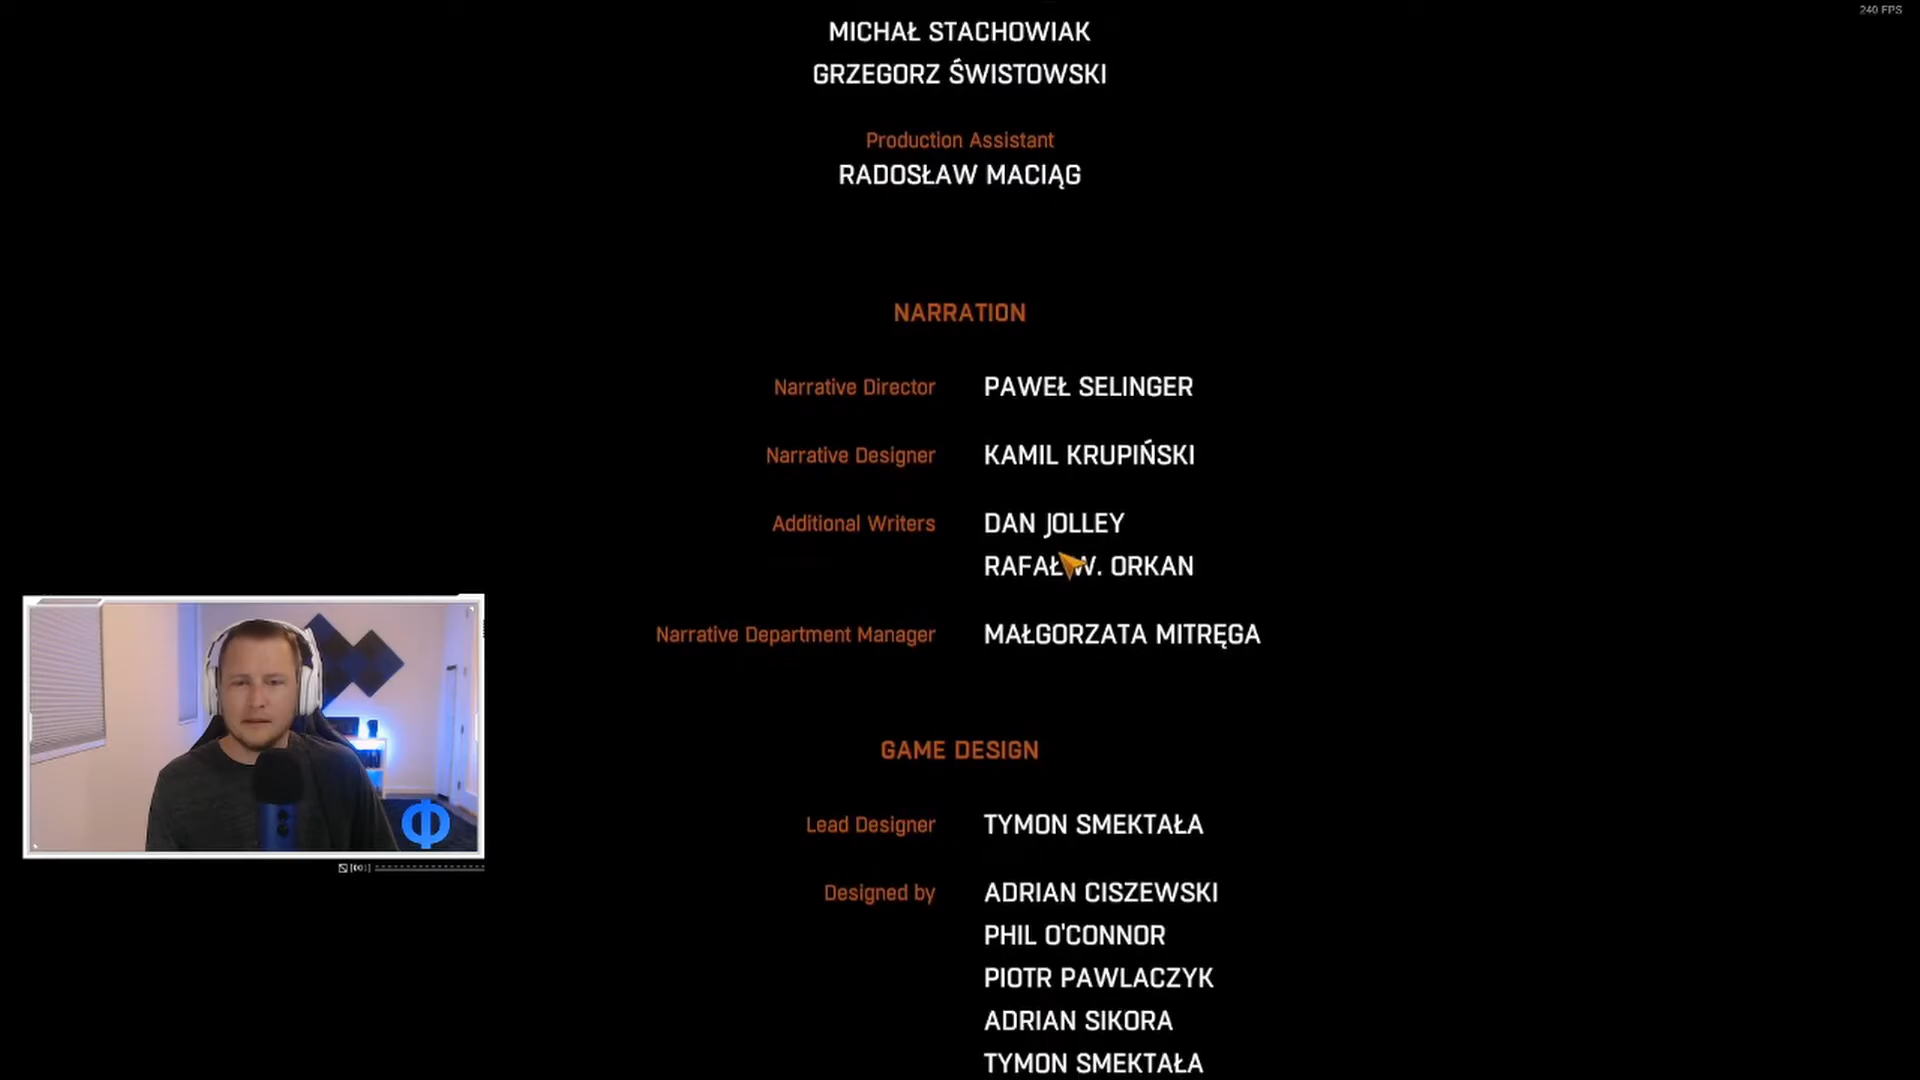 240 FPS
MICHAŁ STACHOWIAK
GRZEGORZ ŚWISTOWSKI
Production Assistant
RADOSŁAW MACIĄG
NARRATION
Narrative Director PAWEŁ SELINGER
Narrative Designer KAMIL KRUPIŃSKI
Additional Writers DAN JOLLEY
RAFAŁ W. ORKAN
Narrative Department Manager MAŁGORZATA MITRĘGA
GAME DESIGN
Lead Designer TYMON SMEKTAŁA
Designed by ADRIAN CISZEWSKI
PHIL O'CONNOR
PIOTR PAWLACZYK
ADRIAN SIKORA
TYMON SMEKTAŁA